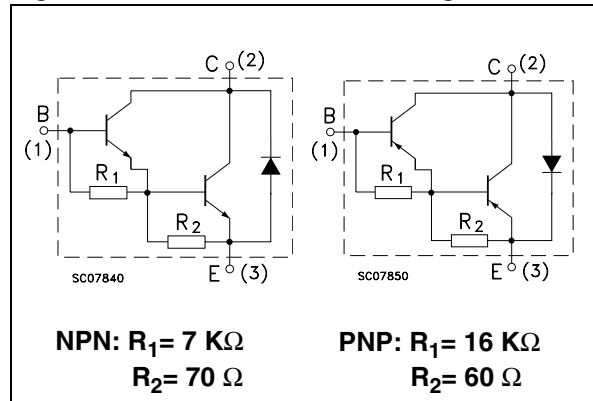 C (2)
B
(1)
R1
R2
E (3)
SC07840
C (2)
B
(1)
R1
R2
E (3)
SC07850
NPN: R1= 7 KΩ
R2= 70 Ω
PNP: R1= 16 KΩ
R2= 60 Ω